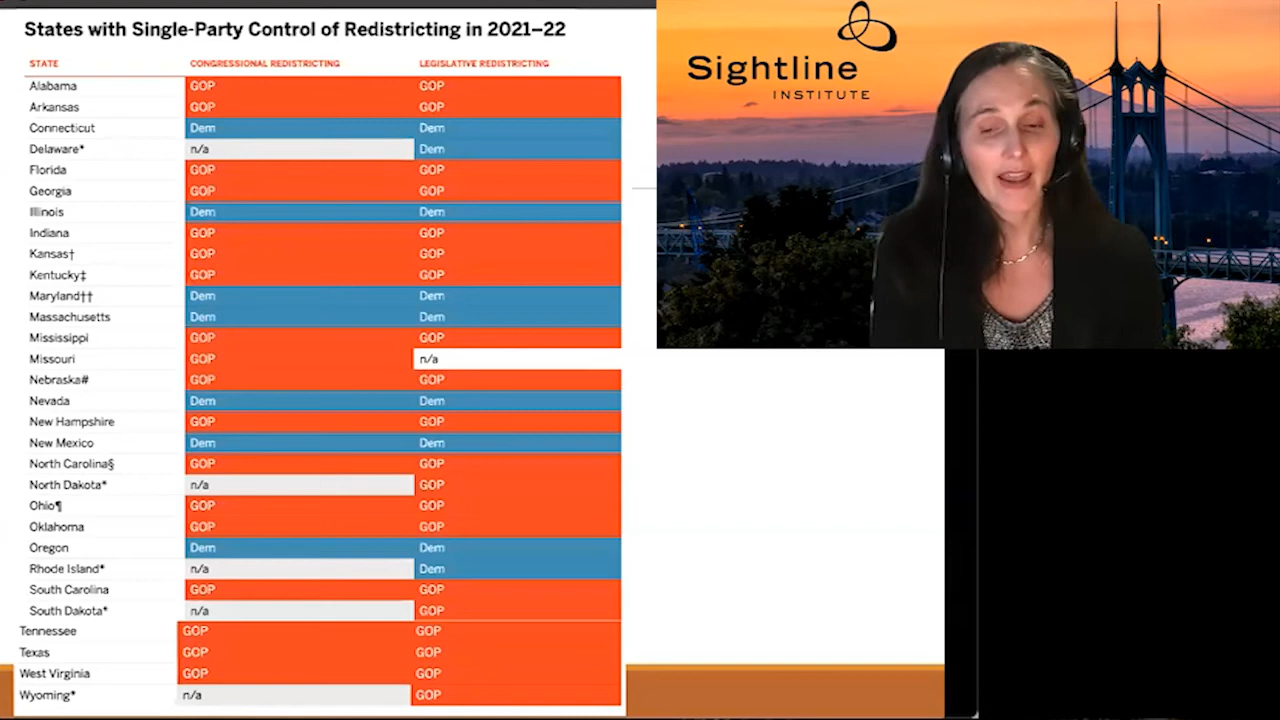 States with Single-Party Control of Redistricting in 2021–22
STATE CONGRESSIONAL REDISTRICTING LEGISLATIVE REDISTRICTING
Alabama GOP GOP
Arkansas GOP GOP
Connecticut Dem Dem
Delaware* n/a Dem
Florida GOP GOP
Georgia GOP GOP
Illinois Dem Dem
Indiana GOP GOP
Kansas† GOP GOP
Kentucky‡ GOP GOP
Maryland†† Dem Dem
Massachusetts Dem Dem
Mississippi GOP GOP
Missouri GOP n/a
Nebraska# GOP GOP
Nevada Dem Dem
New Hampshire GOP GOP
New Mexico Dem Dem
North Carolina§ GOP GOP
North Dakota* n/a GOP
Ohio¶ GOP GOP
Oklahoma GOP GOP
Oregon Dem Dem
Rhode Island* n/a Dem
South Carolina GOP GOP
South Dakota* n/a GOP
Tennessee GOP GOP
Texas GOP GOP
West Virginia GOP GOP
Wyoming* n/a GOP
Sightline
INSTITUTE